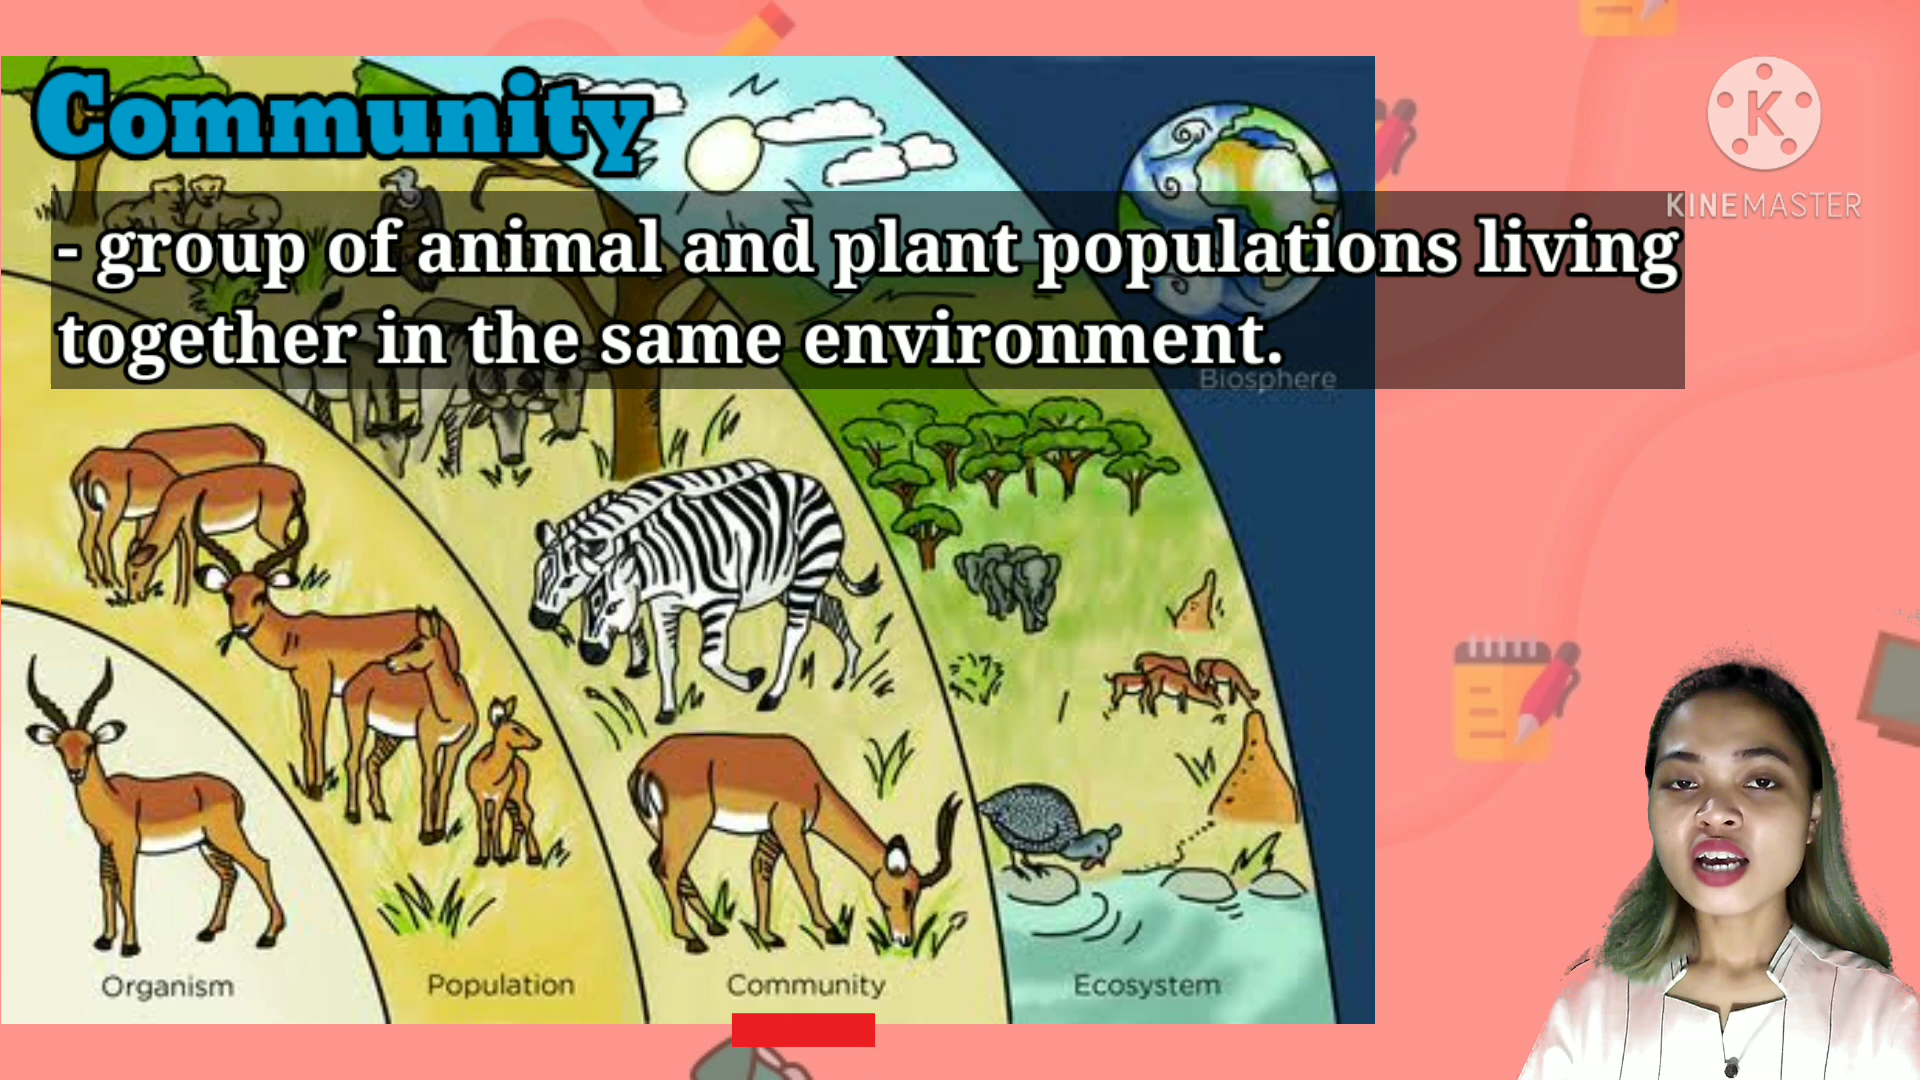 Community
- group of animal and plant populations living
together in the same environment.
Biosphere
Organism
Population
Community
Ecosystem
K
KINEMASTER